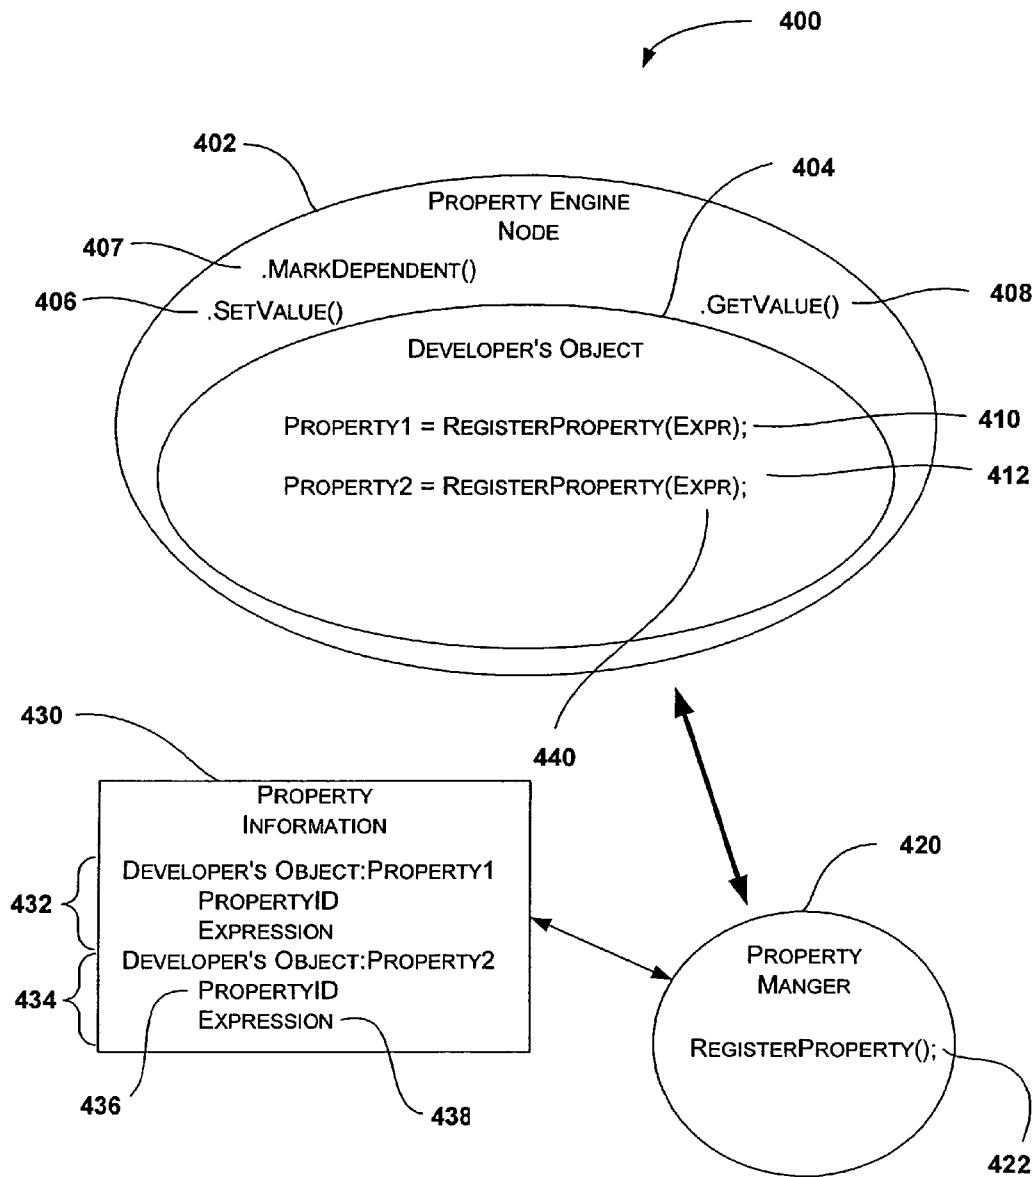 400
402
404
PROPERTY ENGINE
NODE
407
.MARKDEPENDENT()
406
.SETVALUE()
.GETVALUE()
408
DEVELOPER'S OBJECT
PROPERTY1 = REGISTERPROPERTY(EXPR);
410
PROPERTY2 = REGISTERPROPERTY(EXPR);
412
430
440
PROPERTY
INFORMATION
420
432
DEVELOPER'S OBJECT:PROPERTY1
PROPERTYID
EXPRESSION
434
DEVELOPER'S OBJECT:PROPERTY2
PROPERTYID
EXPRESSION
PROPERTY
MANGER
REGISTERPROPERTY();
436
438
422